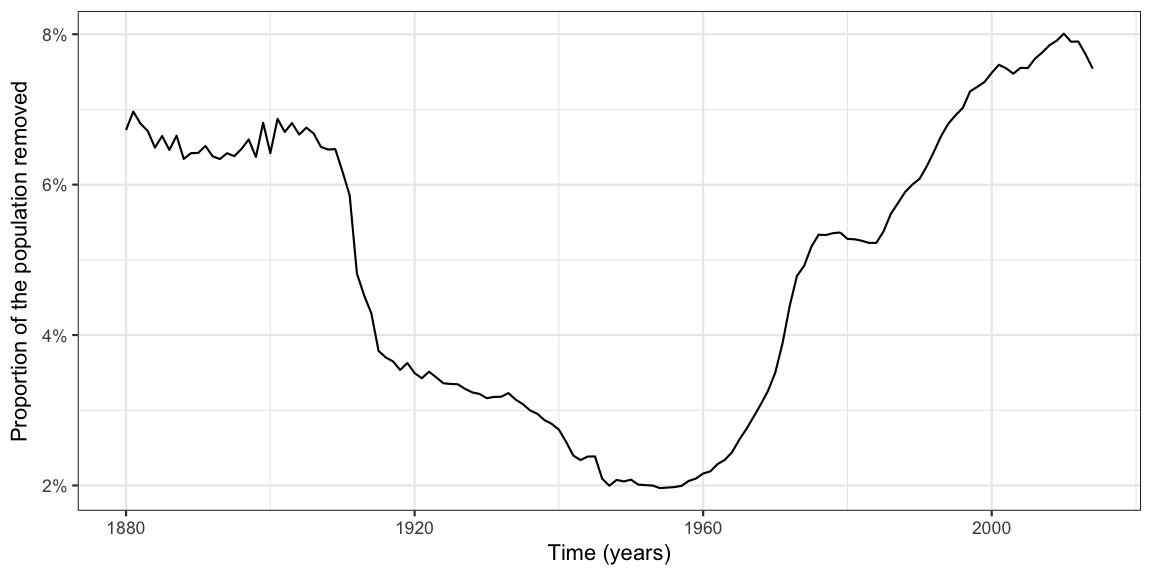 Proportion of the population removed
8%
6%
4%
2%
1880 1920 1960 2000
Time (years)